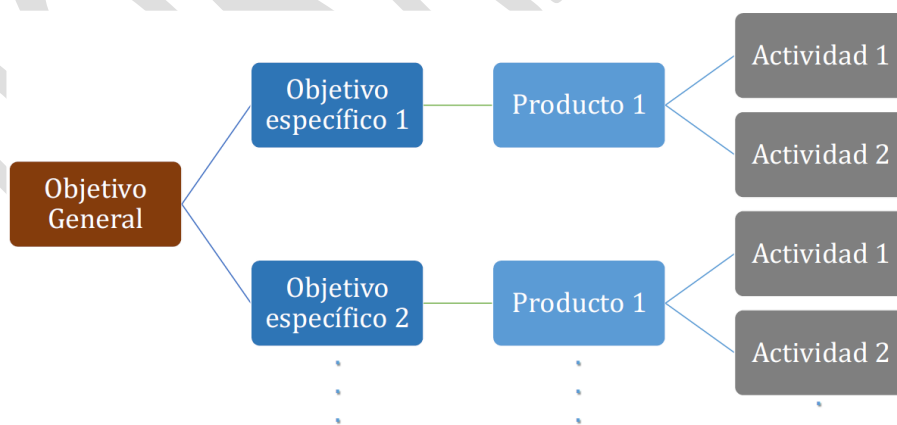 Objetivo
General
Objetivo
específico 1
Producto 1
Actividad 1
Actividad 2
Objetivo
específico 2
Producto 1
Actividad 1
Actividad 2